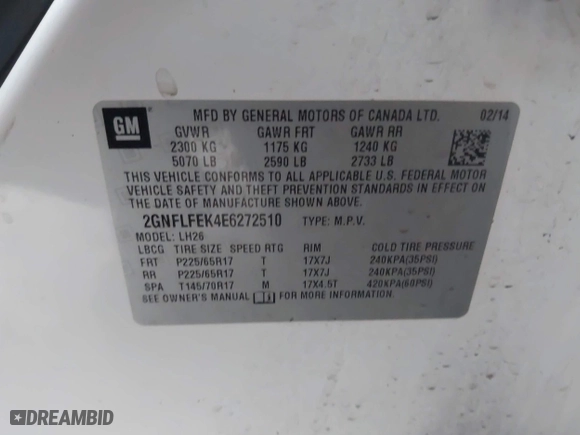 GM
MFD BY GENERAL MOTORS OF CANADA LTD. 02/14
GVWR GAWR FRT GAWR RR
2300 KG 1175 KG 1240 KG
5070 LB 2590 LB 2733 LB
THIS VEHICLE CONFORMS TO ALL APPLICABLE U.S. FEDERAL MOTOR
VEHICLE SAFETY AND THEFT PREVENTION STANDARDS IN EFFECT ON
THE DATE OF MANUFACTURE SHOWN ABOVE.
2GNFLFEK4E6272510 TYPE: M.P.V.
MODEL: LH26
LBCG TIRE SIZE SPEED RTG RIM COLD TIRE PRESSURE
FRT P225/65R17 T 17X7J 240KPA(35PSI)
RR P225/65R17 T 17X7J 240KPA(35PSI)
SPA T145/70R17 M 17X4.5T 420KPA(60PSI)
SEE OWNER'S MANUAL FOR MORE INFORMATION
DREAMBID